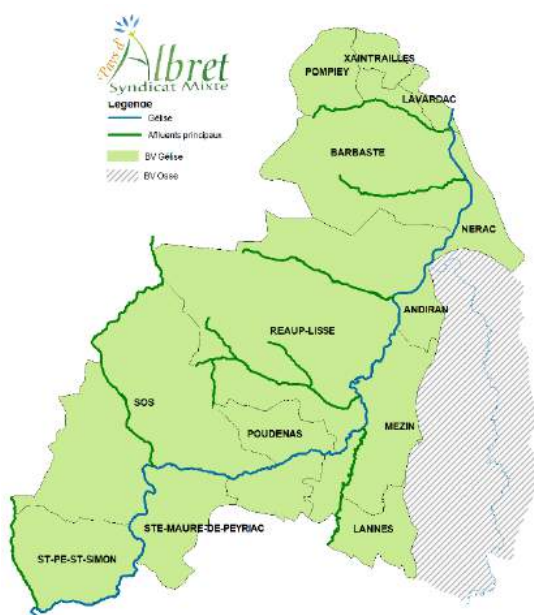 Pays d'
Albret
Syndicat Mixte
Légende
Gélise
Affluents principaux
BV Gélise
BV Osse
XAINTRAILLES
POMPIEY
LAVARDAC
BARBASTE
NERAC
ANDIRAN
REAUP-LISSE
SOS
MEZIN
POUDENAS
STE-MAURE-DE-PEYRIAC
LANNES
ST-PE-ST-SIMON